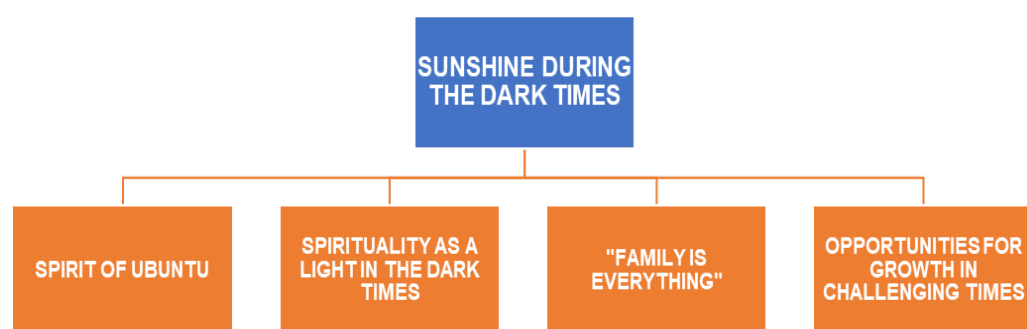 SUNSHINE DURING
THE DARK TIMES
SPIRIT OF UBUNTU
SPIRITUALITY AS A
LIGHT IN THE DARK
TIMES
"FAMILY IS
EVERYTHING"
OPPORTUNITIES FOR
GROWTH IN
CHALLENGING TIMES